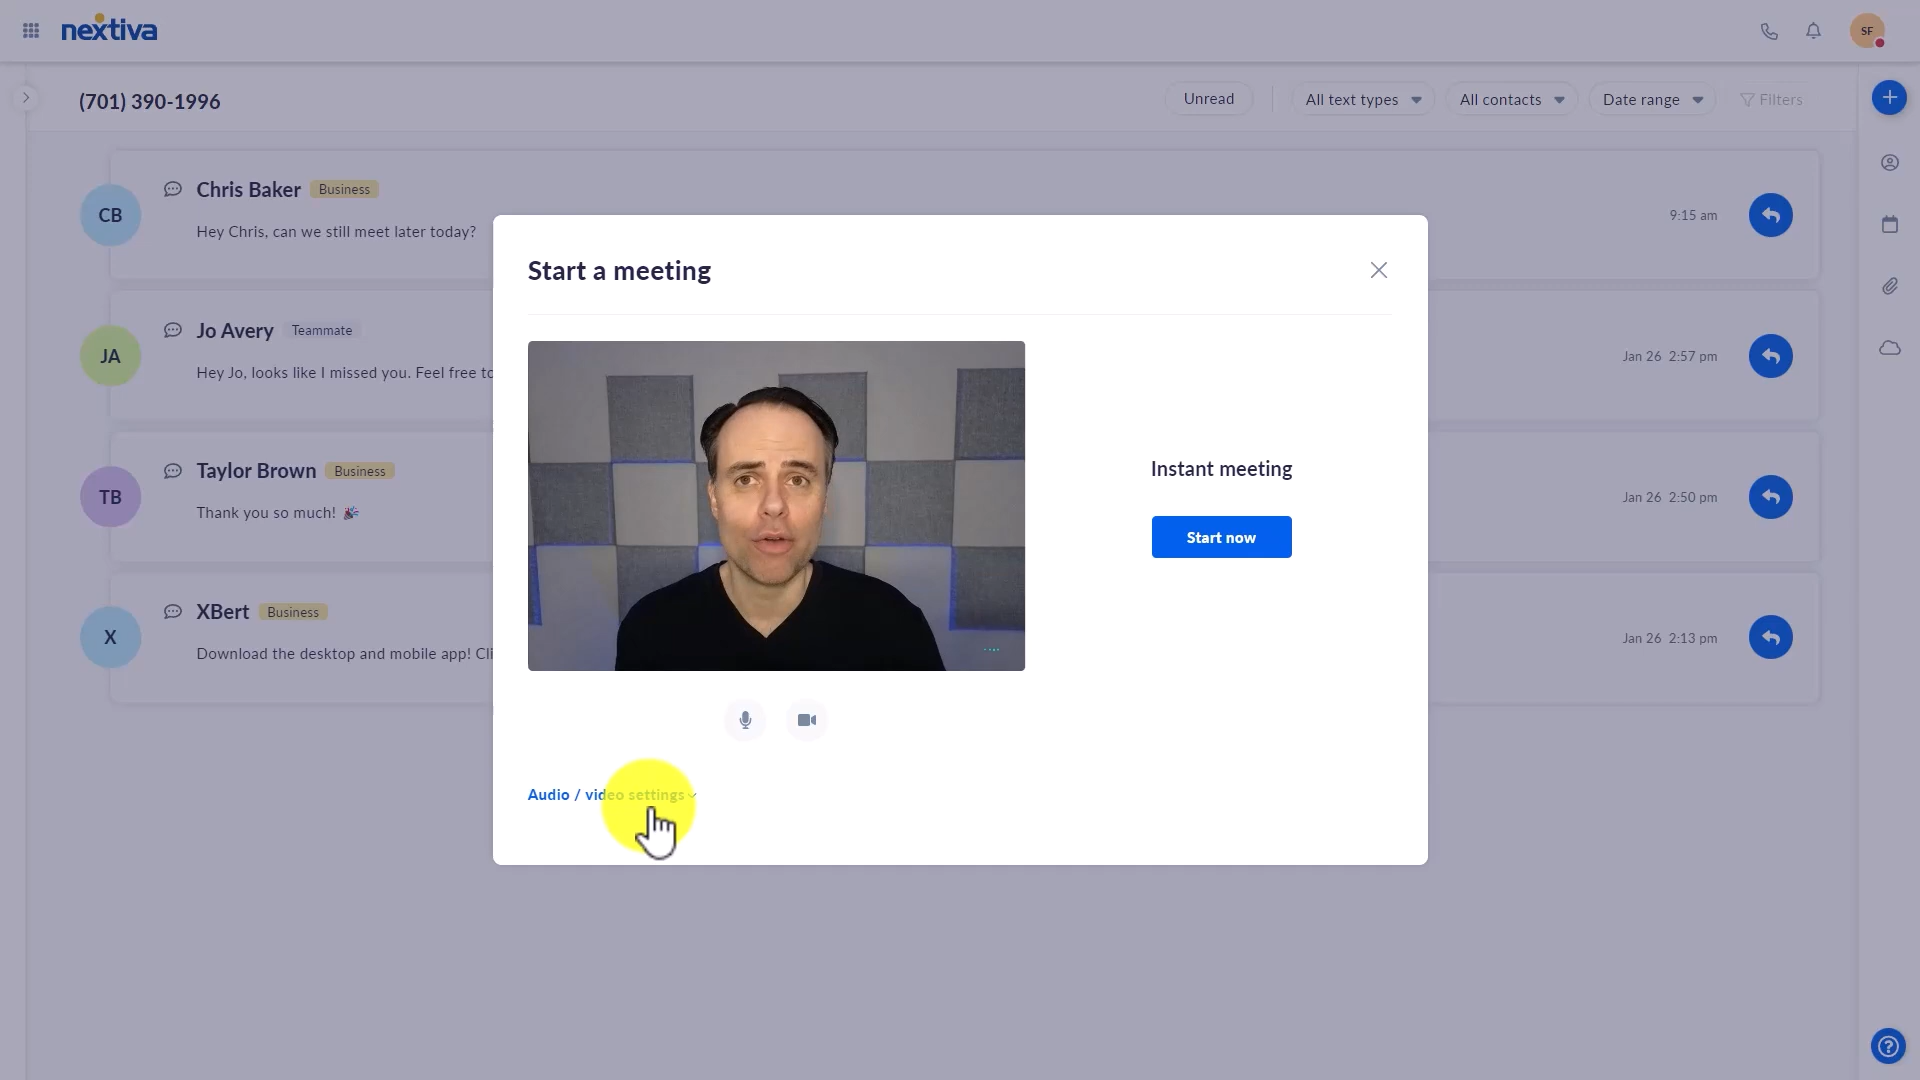 nextiva
SF
(701) 390-1996
Unread
All text types
All contacts
Date range
Filters
CB
Chris Baker
Business
Hey Chris, can we still meet later today?
9:15 am
JA
Jo Avery
Teammate
Hey Jo, looks like I missed you. Feel free to
Jan 26 2:57 pm
TB
Taylor Brown
Business
Thank you so much! 🎉
Jan 26 2:50 pm
X
XBert
Business
Download the desktop and mobile app! Cli
Jan 26 2:13 pm
Start a meeting
Instant meeting
Start now
Audio / video settings